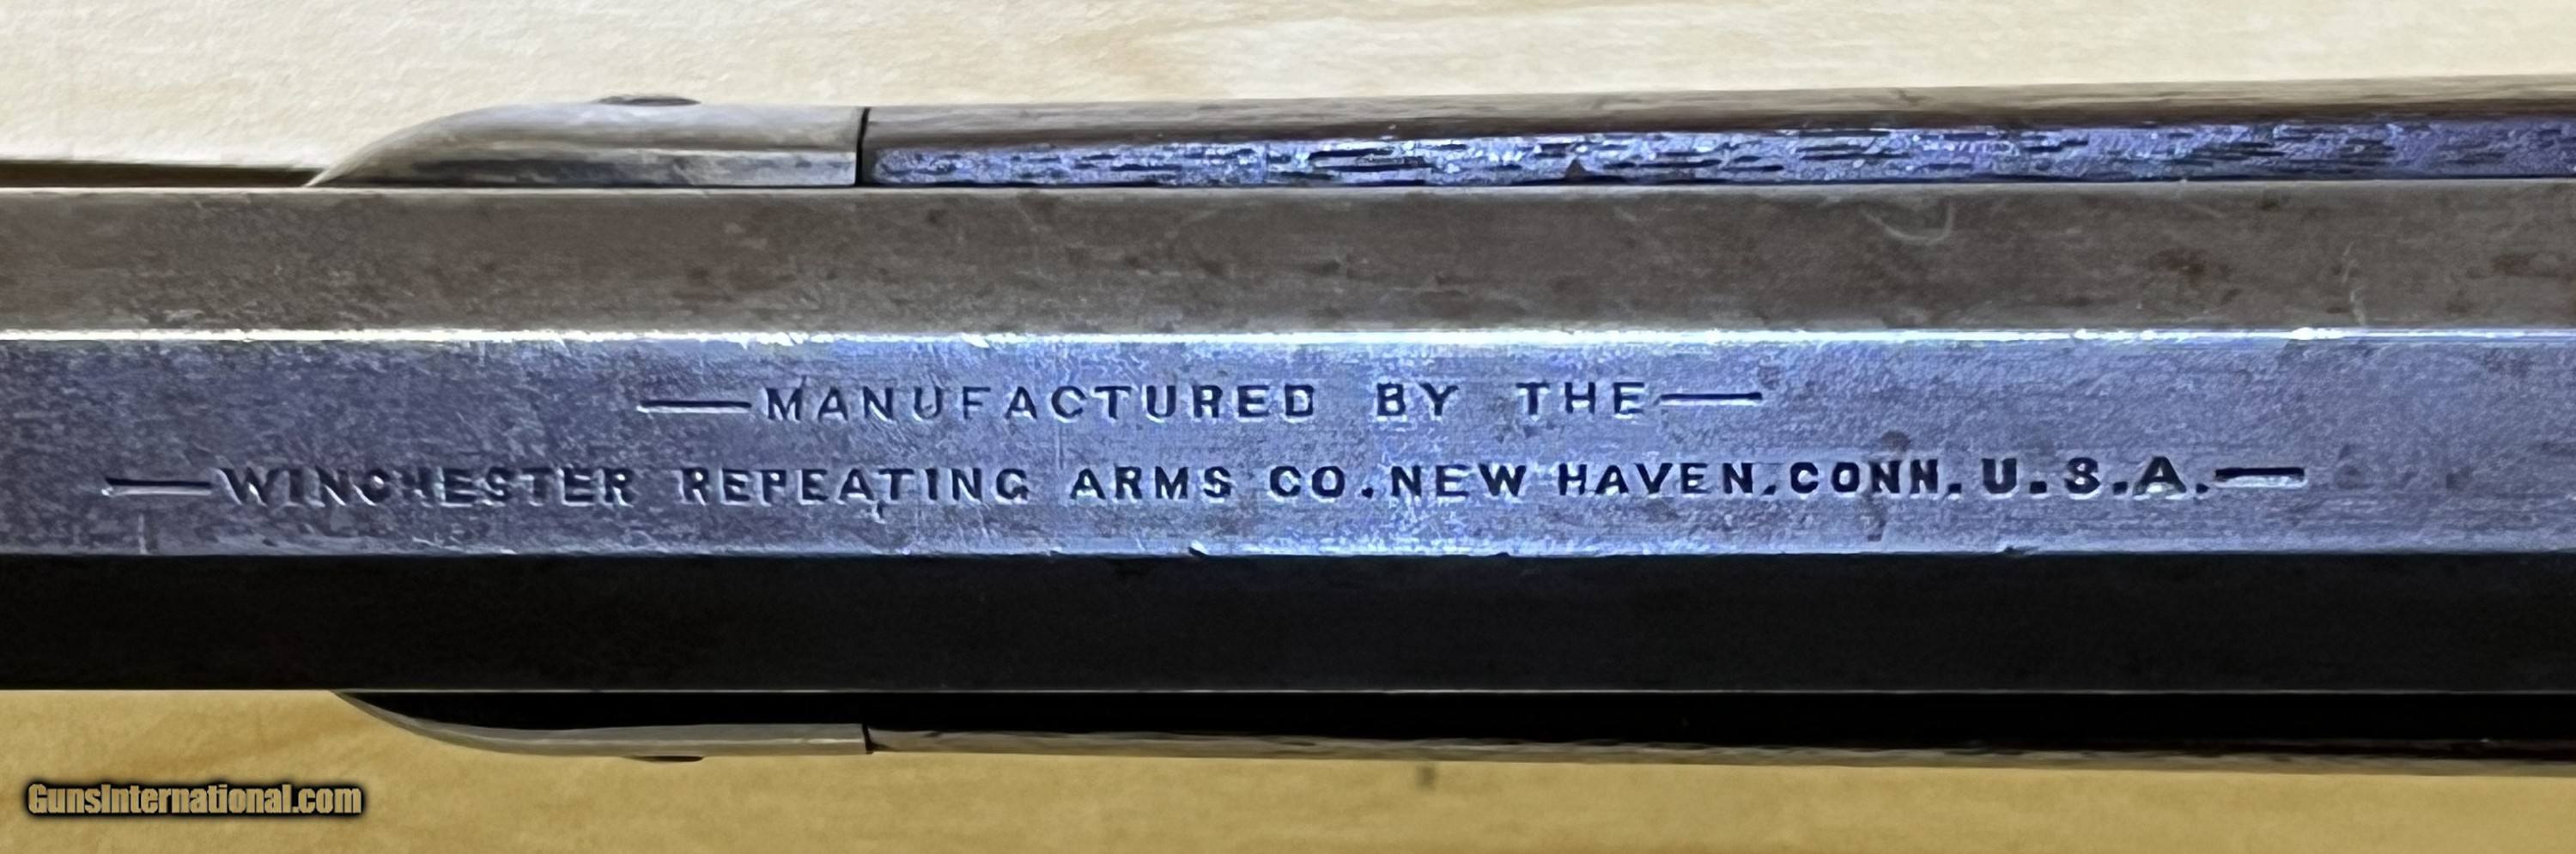 —MANUFACTURED BY THE—
—WINCHESTER REPEATING ARMS CO. NEW HAVEN, CONN. U.S.A.—
GunsInternational.com